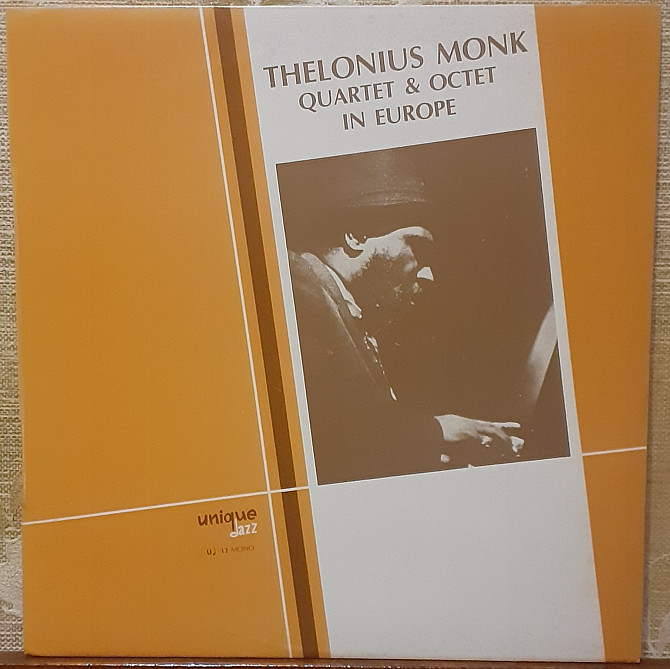 THELONIUS MONK
QUARTET & OCTET
IN EUROPE
unique
Jazz
UJ 12 MONO